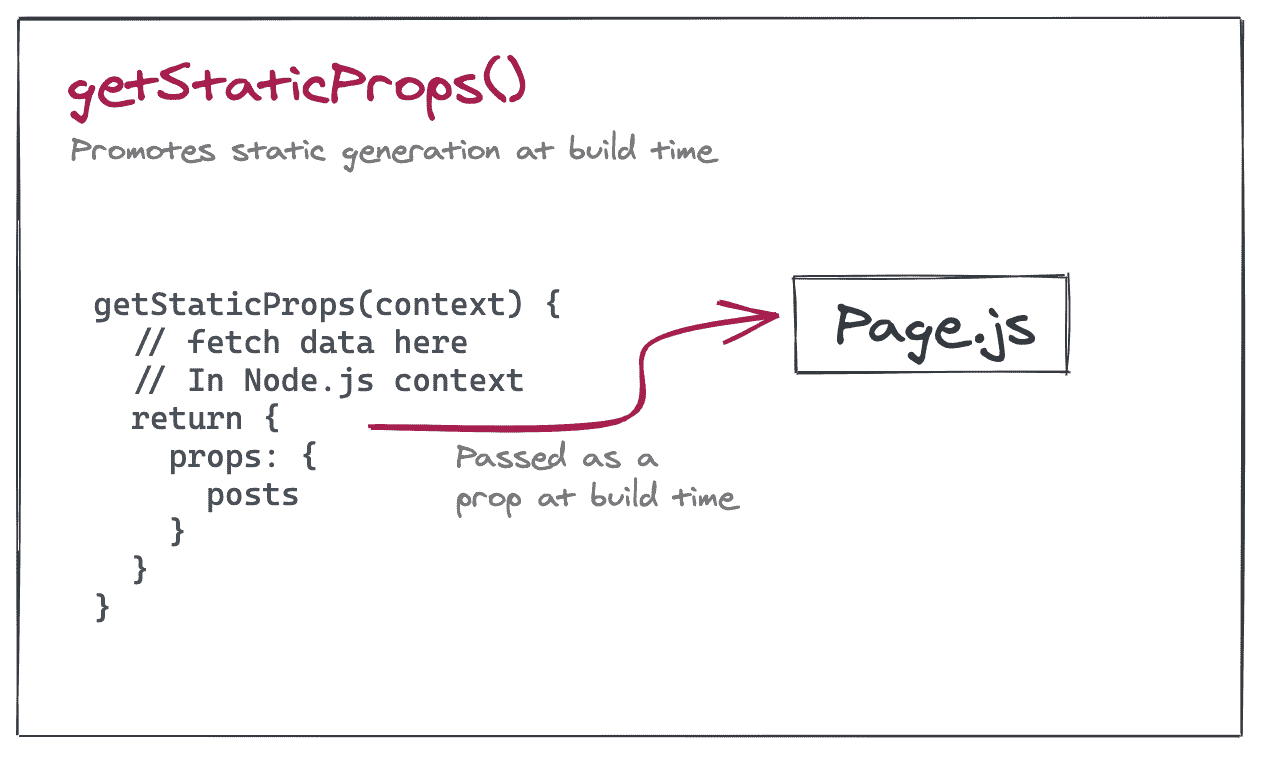 getStaticProps()
Promotes static generation at build time
getStaticProps(context) {
// fetch data here
// In Node.js context
return {
props: {
posts
}
}
}
Page.js
Passed as a
prop at build time